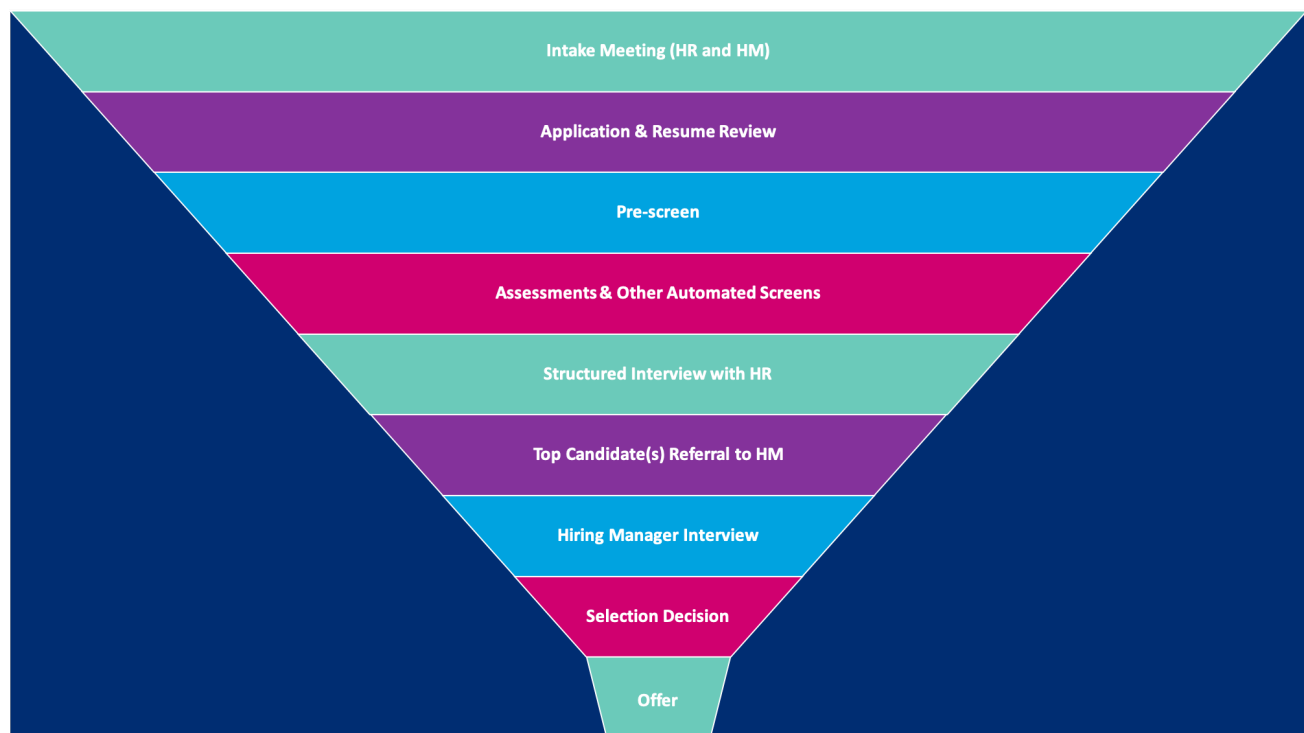 Intake Meeting (HR and HM)
Application & Resume Review
Pre-screen
Assessments & Other Automated Screens
Structured Interview with HR
Top Candidate(s) Referral to HM
Hiring Manager Interview
Selection Decision
Offer